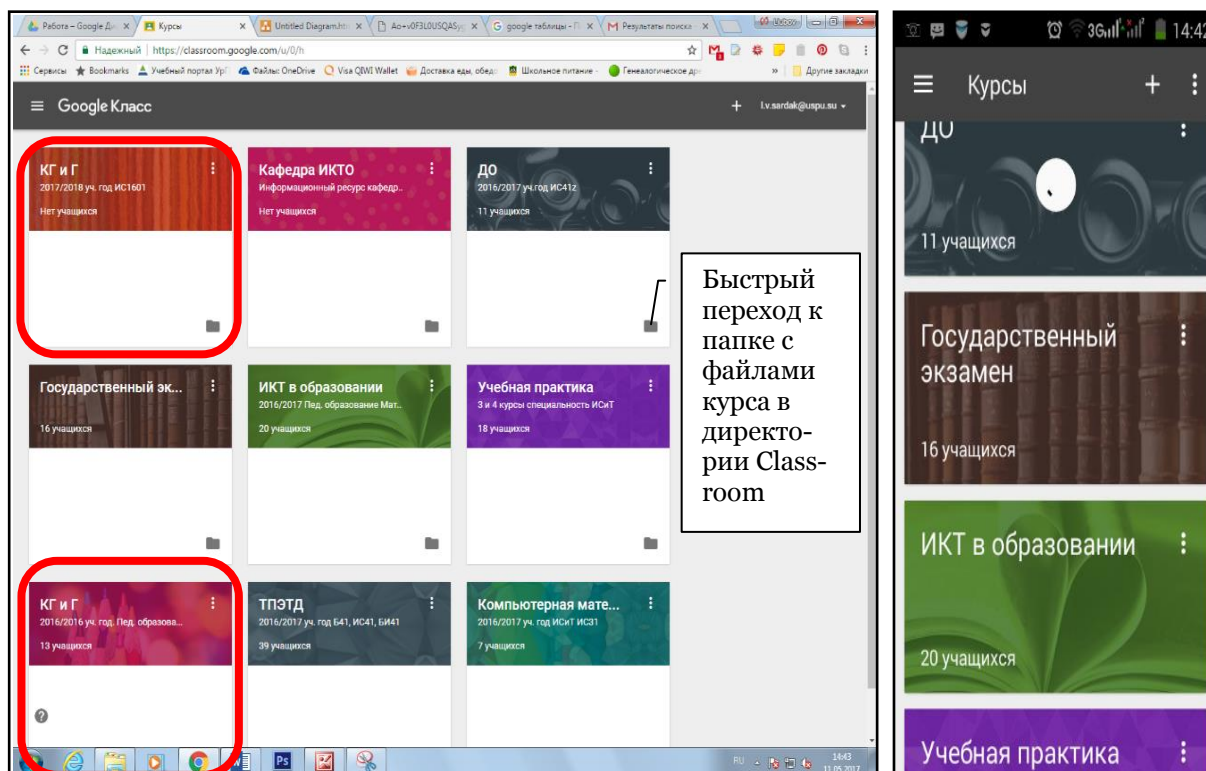 Работа – Google Ди
Курсы
Untitled Diagram.ht
Ao+v0F3L0USQASy
google таблицы - П
Результаты поиска
Надежный | https://classroom.google.com/u/0/h
Сервисы Bookmarks Учебный портал УрГ Файлы: OneDrive Visa QIWI Wallet Доставка еды, обедо Школьное питание - Генеалогическое др » Другие закладки
Google Класс + l.v.sardak@uspu.su
КГ и Г
2017/2018 уч. год ИС1601
Нет учащихся
Кафедра ИКТО
Информационный ресурс кафедр..
Нет учащихся
ДО
2016/2017 уч.год ИС41z
11 учащихся
Быстрый
переход к
папке с
файлами
курса в
директо-
рии Class-
room
Государственный эк...
16 учащихся
ИКТ в образовании
2016/2017 Пед. образование Мат..
20 учащихся
Учебная практика
3 и 4 курсы специальность ИСиТ
18 учащихся
КГ и Г
2016/2016 уч. год. Пед. образова...
13 учащихся
ТПЭТД
2016/2017 уч. год Б41, ИС41, БИ41
39 учащихся
Компьютерная мате...
2016/2017 уч. год ИСиТ ИС31
7 учащихся
?
Ps
RU
14:43
11.05.2017
3G 14:42
Курсы +
ДО
11 учащихся
Государственный
экзамен
16 учащихся
ИКТ в образовании
20 учащихся
Учебная практика